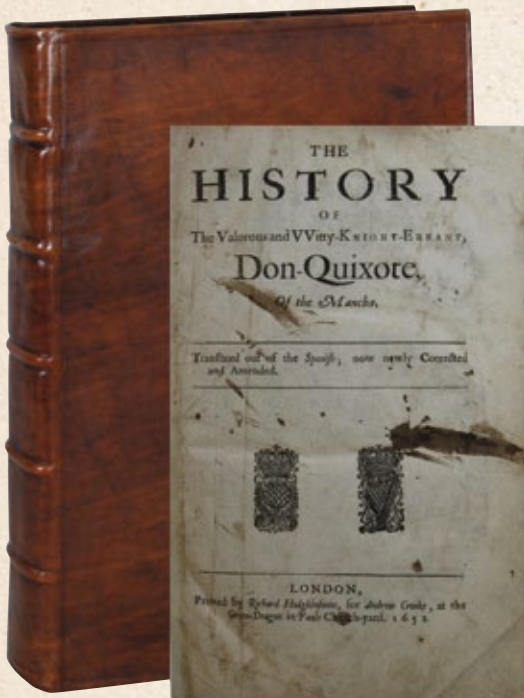 THE
HISTORY
OF
The Valorous and VVitty-KNIGHT-ERRANT,
Don-Quixote,
Of the Mancha.
Translated out of the Spanish; now newly Corrected
and Amended.
LONDON,
Printed by Richard Hodgkinsonne, for Andrew Crooke, at the
Green-Dragon in Pauls Church-yard. 1652